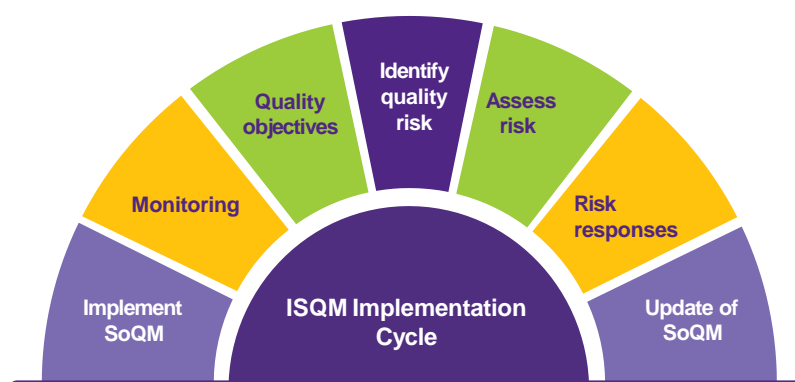 Implement
SoQM
Monitoring
Quality
objectives
Identify
quality
risk
Assess
risk
Risk
responses
Update of
SoQM
ISQM Implementation
Cycle